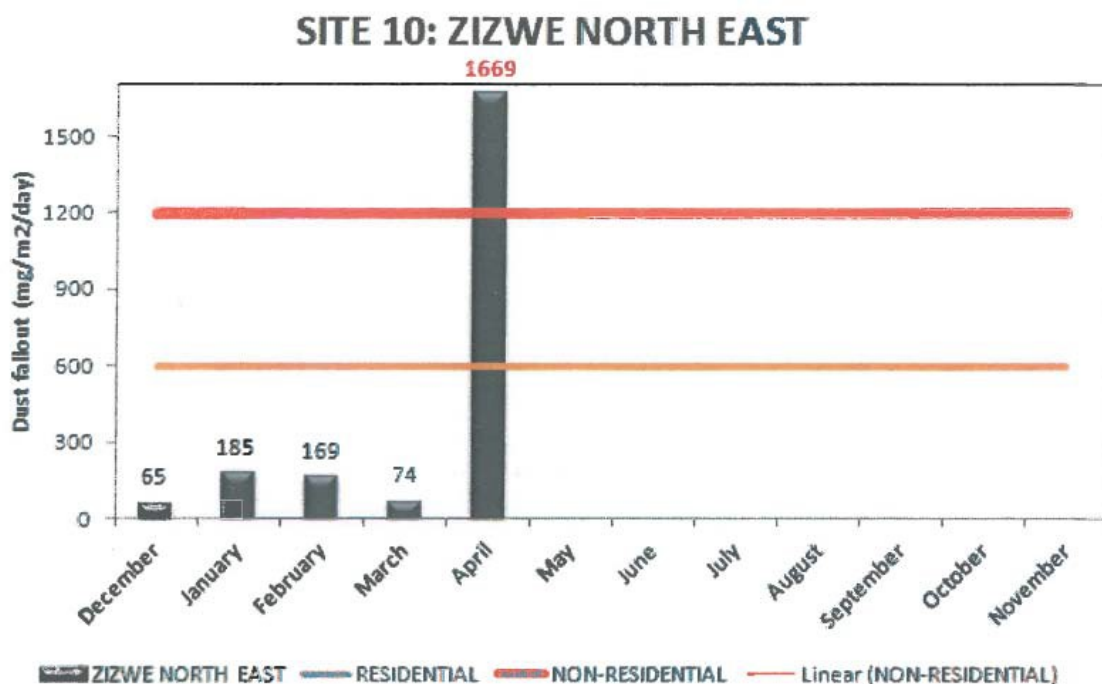 SITE 10: ZIZWE NORTH EAST
1669
1500
1200
900
600
300
0
Dust fallout (mg/m2/day)
65
185
169
74
December
January
February
March
April
May
June
July
August
September
October
November
ZIZWE NORTH EAST RESIDENTIAL NON-RESIDENTIAL Linear (NON-RESIDENTIAL)